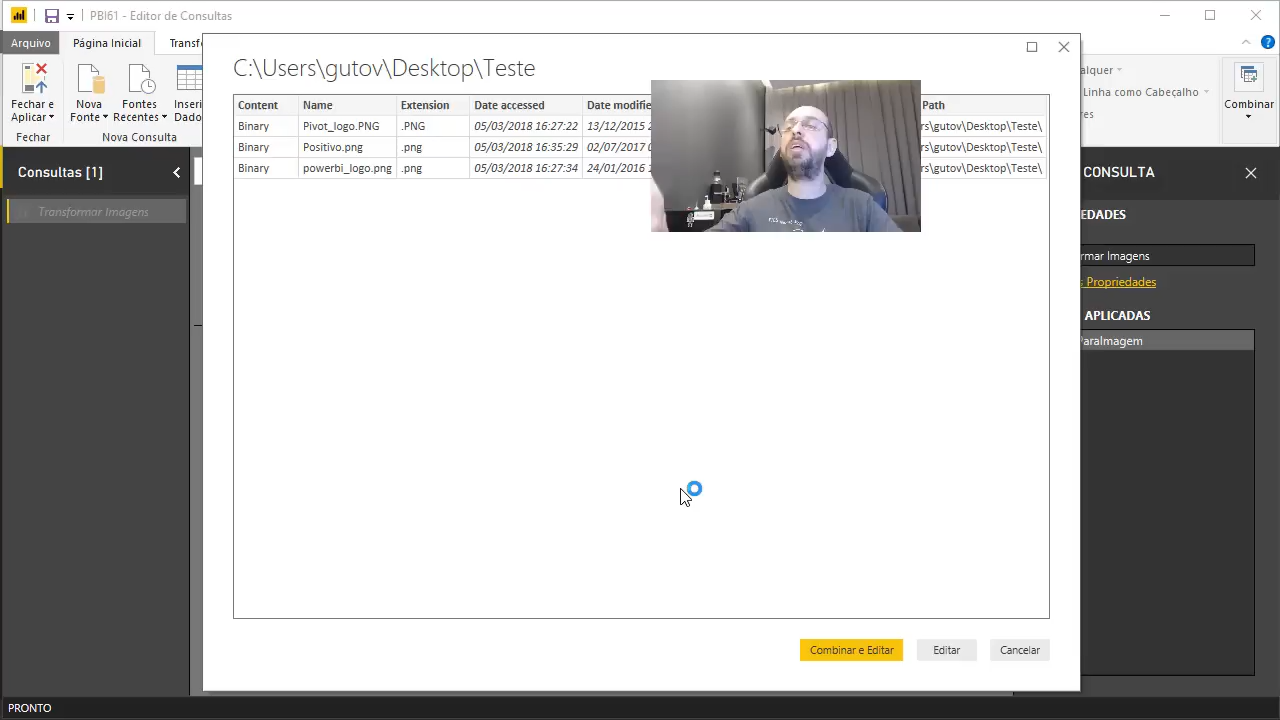 PBI61 - Editor de Consultas
Arquivo
Página Inicial
Transf
Fechar e Aplicar
Nova Fonte
Fontes Recentes
Inseri
Dado
Fechar
Nova Consulta
alquer
Linha como Cabeçalho
res
Combinar
C:\Users\gutov\Desktop\Teste
Content Name Extension Date accessed Date modifie Path
Binary Pivot_logo.PNG .PNG 05/03/2018 16:27:22 13/12/2015 2 rs\gutov\Desktop\Teste\
Binary Positivo.png .png 05/03/2018 16:35:29 02/07/2017 0 rs\gutov\Desktop\Teste\
Binary powerbi_logo.png .png 05/03/2018 16:27:34 24/01/2016 1 rs\gutov\Desktop\Teste\
Consultas [1]
Transformar Imagens
CONSULTA
EDADES
rmar Imagens
s Propriedades
APLICADAS
ParaImagem
Combinar e Editar
Editar
Cancelar
PRONTO